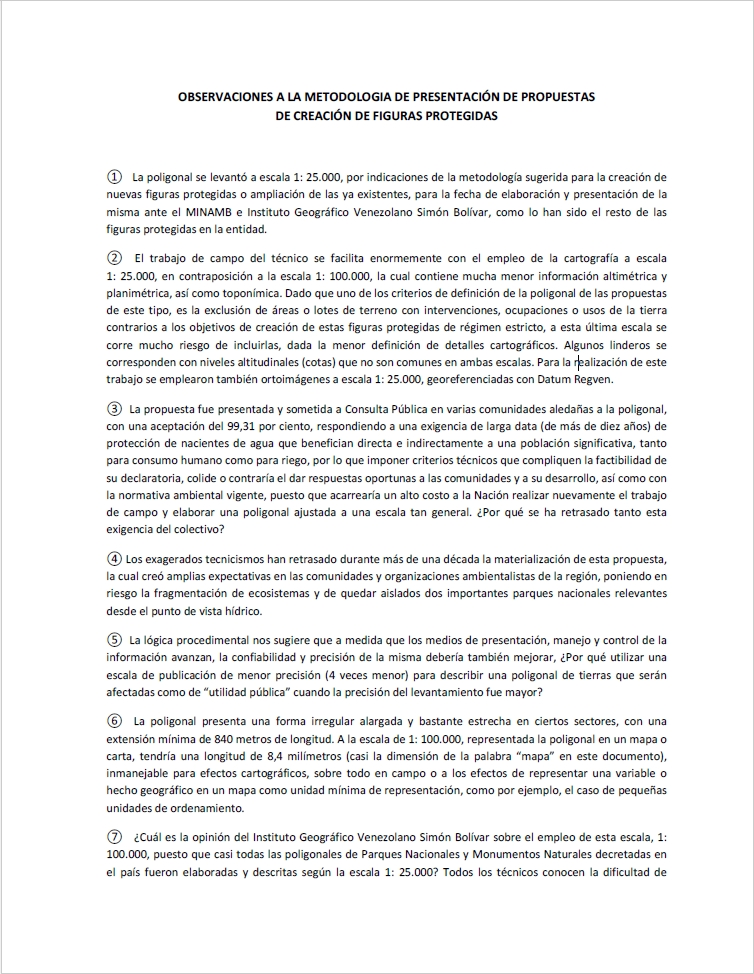 OBSERVACIONES A LA METODOLOGIA DE PRESENTACIÓN DE PROPUESTAS
DE CREACIÓN DE FIGURAS PROTEGIDAS
① La poligonal se levantó a escala 1: 25.000, por indicaciones de la metodología sugerida para la creación de
nuevas figuras protegidas o ampliación de las ya existentes, para la fecha de elaboración y presentación de la
misma ante el MINAMB e Instituto Geográfico Venezolano Simón Bolívar, como lo han sido el resto de las
figuras protegidas en la entidad.
② El trabajo de campo del técnico se facilita enormemente con el empleo de la cartografía a escala
1: 25.000, en contraposición a la escala 1: 100.000, la cual contiene mucha menor información altimétrica y
planimétrica, así como toponímica. Dado que uno de los criterios de definición de la poligonal de las propuestas
de este tipo, es la exclusión de áreas o lotes de terreno con intervenciones, ocupaciones o usos de la tierra
contrarios a los objetivos de creación de estas figuras protegidas de régimen estricto, a esta última escala se
corre mucho riesgo de incluirlas, dada la menor definición de detalles cartográficos. Algunos linderos se
corresponden con niveles altitudinales (cotas) que no son comunes en ambas escalas. Para la realización de este
trabajo se emplearon también ortoimágenes a escala 1: 25.000, georeferenciadas con Datum Regven.
③ La propuesta fue presentada y sometida a Consulta Pública en varias comunidades aledañas a la poligonal,
con una aceptación del 99,31 por ciento, respondiendo a una exigencia de larga data (de más de diez años) de
protección de nacientes de agua que benefician directa e indirectamente a una población significativa, tanto
para consumo humano como para riego, por lo que imponer criterios técnicos que compliquen la factibilidad de
su declaratoria, colide o contraría el dar respuestas oportunas a las comunidades y a su desarrollo, así como con
la normativa ambiental vigente, puesto que acarrearía un alto costo a la Nación realizar nuevamente el trabajo
de campo y elaborar una poligonal ajustada a una escala tan general. ¿Por qué se ha retrasado tanto esta
exigencia del colectivo?
④ Los exagerados tecnicismos han retrasado durante más de una década la materialización de esta propuesta,
la cual creó amplias expectativas en las comunidades y organizaciones ambientalistas de la región, poniendo en
riesgo la fragmentación de ecosistemas y de quedar aislados dos importantes parques nacionales relevantes
desde el punto de vista hídrico.
⑤ La lógica procedimental nos sugiere que a medida que los medios de presentación, manejo y control de la
información avanzan, la confiabilidad y precisión de la misma debería también mejorar, ¿Por qué utilizar una
escala de publicación de menor precisión (4 veces menor) para describir una poligonal de tierras que serán
afectadas como de “utilidad pública” cuando la precisión del levantamiento fue mayor?
⑥ La poligonal presenta una forma irregular alargada y bastante estrecha en ciertos sectores, con una
extensión mínima de 840 metros de longitud. A la escala de 1: 100.000, representada la poligonal en un mapa o
carta, tendría una longitud de 8,4 milímetros (casi la dimensión de la palabra “mapa” en este documento),
inmanejable para efectos cartográficos, sobre todo en campo o a los efectos de representar una variable o
hecho geográfico en un mapa como unidad mínima de representación, como por ejemplo, el caso de pequeñas
unidades de ordenamiento.
⑦ ¿Cuál es la opinión del Instituto Geográfico Venezolano Simón Bolívar sobre el empleo de esta escala, 1:
100.000, puesto que casi todas las poligonales de Parques Nacionales y Monumentos Naturales decretadas en
el país fueron elaboradas y descritas según la escala 1: 25.000? Todos los técnicos conocen la dificultad de